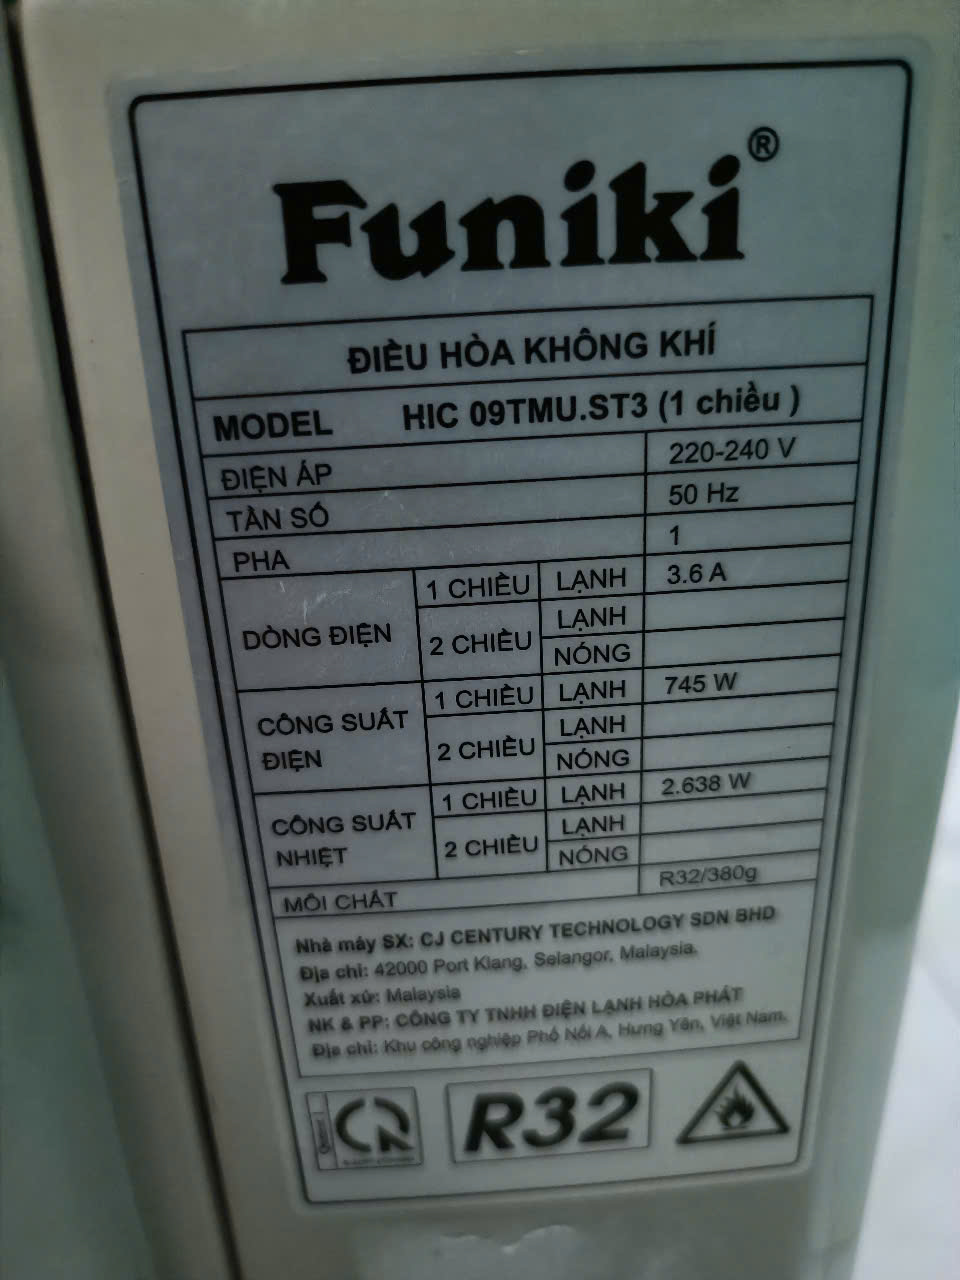 Funiki®
ĐIỀU HÒA KHÔNG KHÍ
MODEL HIC 09TMU.ST3 (1 chiều )
ĐIỆN ÁP 220-240 V
TẦN SỐ 50 Hz
PHA 1
DÒNG ĐIỆN 1 CHIỀU LẠNH 3.6 A
2 CHIỀU LẠNH
NÓNG
CÔNG SUẤT ĐIỆN 1 CHIỀU LẠNH 745 W
2 CHIỀU LẠNH
NÓNG
CÔNG SUẤT NHIỆT 1 CHIỀU LẠNH 2.638 W
2 CHIỀU LẠNH
NÓNG
MÔI CHẤT R32/380g
Nhà máy SX: CJ CENTURY TECHNOLOGY SDN BHD
Địa chỉ: 42000 Port Klang, Selangor, Malaysia.
Xuất xứ: Malaysia
NK & PP: CÔNG TY TNHH ĐIỆN LẠNH HÒA PHÁT
Địa chỉ: Khu công nghiệp Phố Nối A, Hưng Yên, Việt Nam.
R32